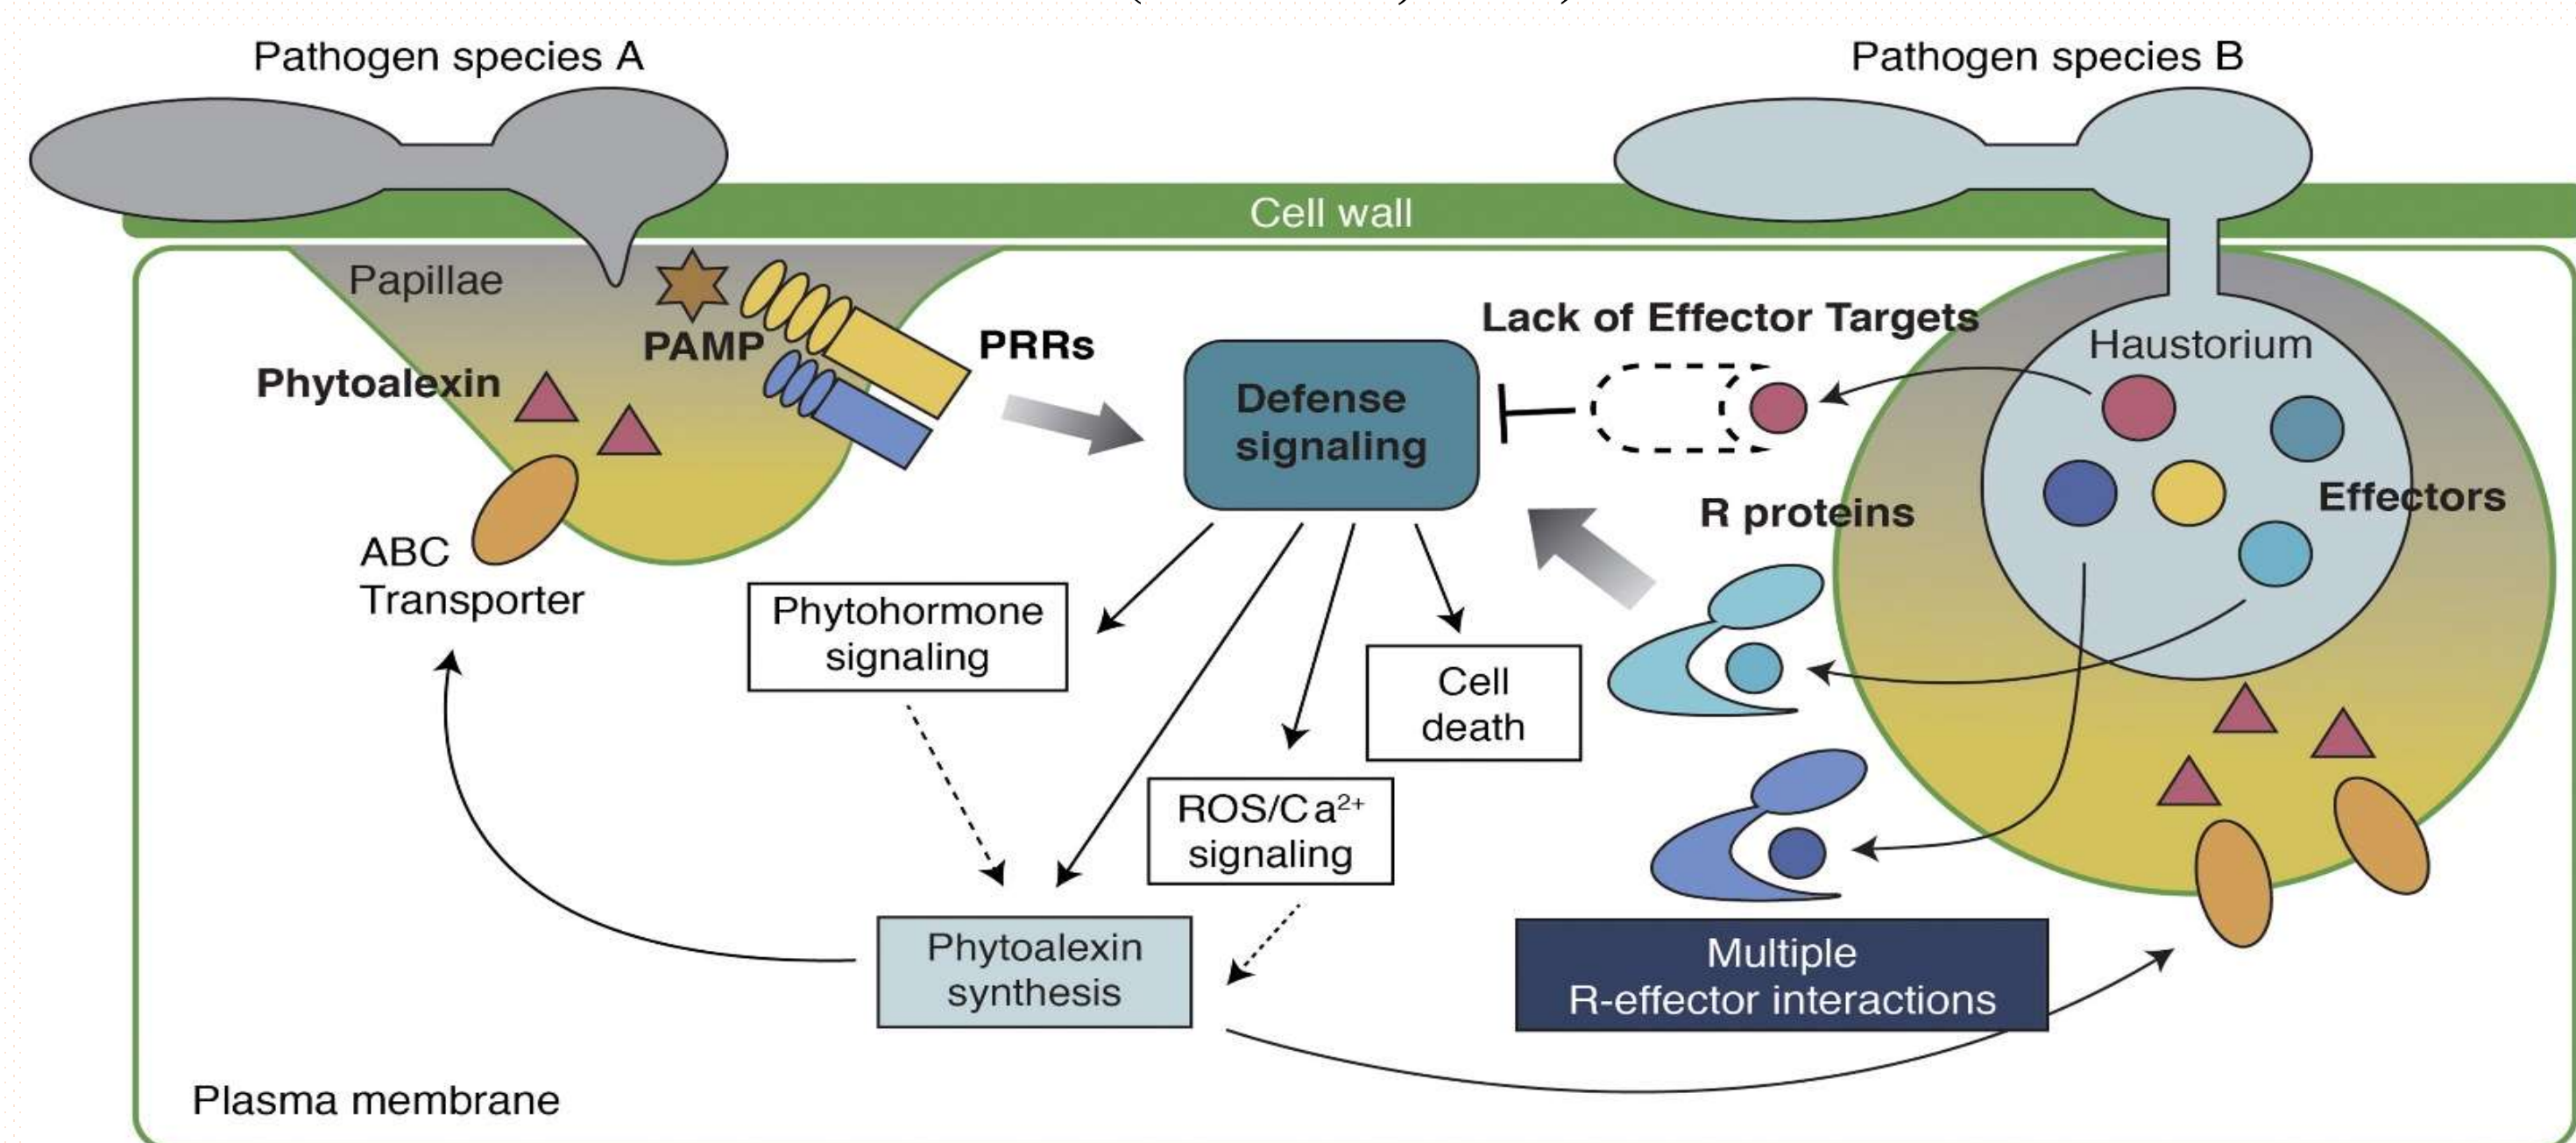 Pathogen species A
Pathogen species B
Cell wall
Papillae
PAMP
PRRs
Phytoalexin
ABC
Transporter
Defense
signaling
Lack of Effector Targets
Haustorium
Effectors
R proteins
Phytohormone
signaling
Cell
death
ROS/Ca²⁺
signaling
Phytoalexin
synthesis
Multiple
R-effector interactions
Plasma membrane